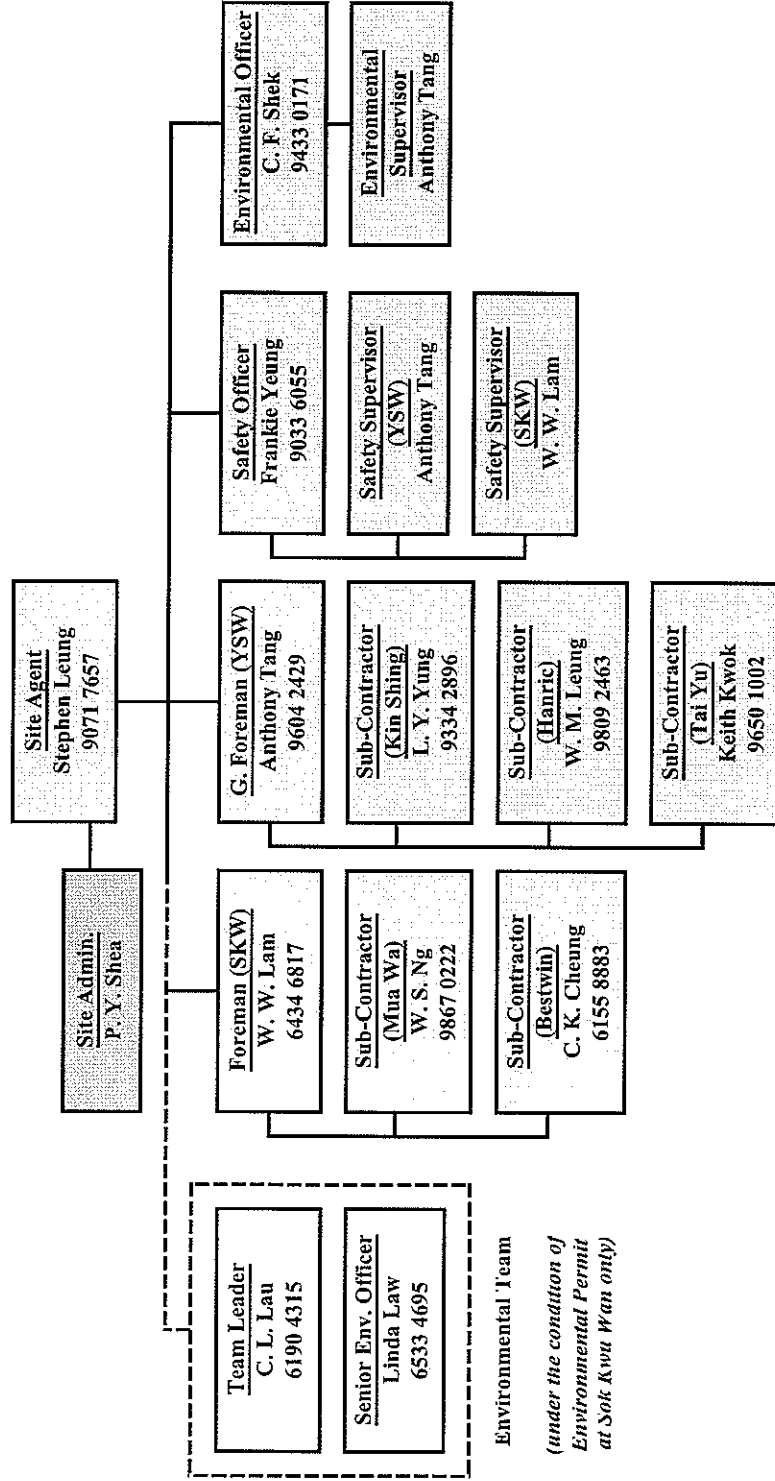 Site Agent
Stephen Leung
9071 7657
Site Admin.
P. Y. Shea
Team Leader
C. L. Lau
6190 4315
Senior Env. Officer
Linda Law
6533 4695
Environmental Team
(under the condition of
Environmental Permit
at Sok Kwu Wan only)
Foreman (SKW)
W. W. Lam
6434 6817
Sub-Contractor
(Mua Wa)
W. S. Ng
9867 0222
Sub-Contractor
(Bestwin)
C. K. Cheung
6155 8883
G. Foreman (YSW)
Anthony Tang
9604 2429
Sub-Contractor
(Kin Shing)
L. Y. Yung
9334 2896
Sub-Contractor
(Hanric)
W. M. Leung
9809 2463
Sub-Contractor
(Tai Yu)
Keith Kwok
9650 1002
Safety Officer
Frankie Yeung
9033 6055
Safety Supervisor
(YSW)
Anthony Tang
Safety Supervisor
(SKW)
W. W. Lam
Environmental Officer
C. F. Shek
9433 0171
Environmental
Supervisor
Anthony Tang